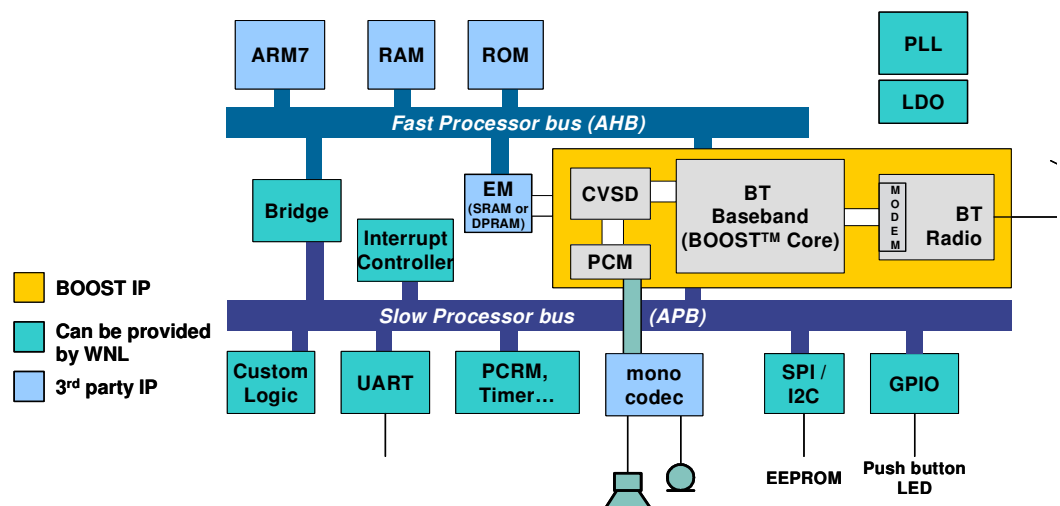 ARM7
RAM
ROM
PLL
LDO
Fast Processor bus (AHB)
Bridge
Interrupt
Controller
EM
(SRAM or
DPRAM)
CVSD
PCM
BT
Baseband
(BOOST™ Core)
MODEM
BT
Radio
BOOST IP
Can be provided
by WNL
3rd party IP
Slow Processor bus (APB)
Custom
Logic
UART
PCRM,
Timer...
mono
codec
SPI /
I2C
GPIO
EEPROM
Push button
LED